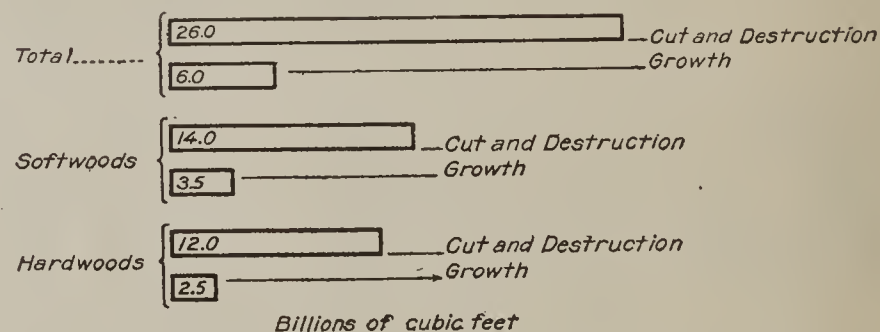 26.0 Cut and Destruction
Total
6.0 Growth
14.0 Cut and Destruction
Softwoods
3.5 Growth
12.0 Cut and Destruction
Hardwoods
2.5 Growth
Billions of cubic feet